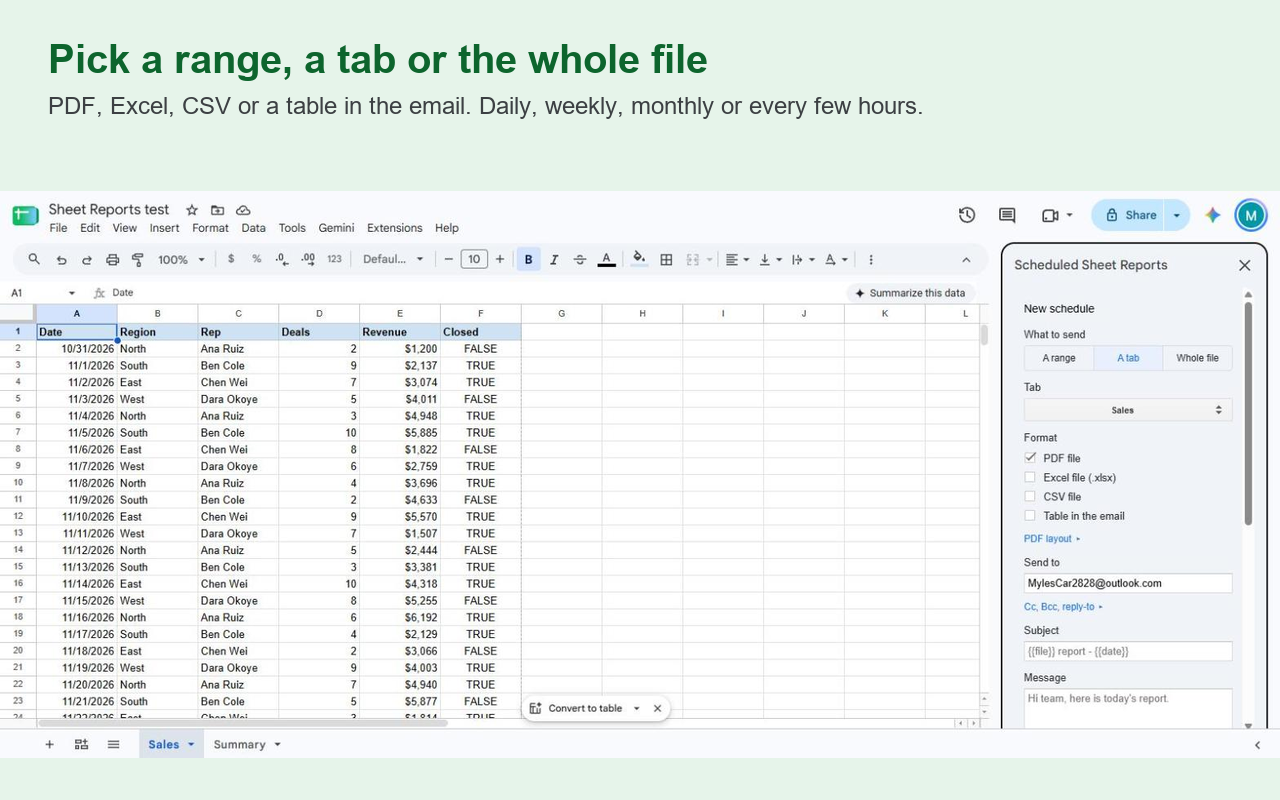 Pick a range, a tab or the whole file
PDF, Excel, CSV or a table in the email. Daily, weekly, monthly or every few hours.
Sheet Reports test
File Edit View Insert Format Data Tools Gemini Extensions Help
Share
M
100% $ % .0 .00 123 Defaul... 10 B I A
A1 fx Date
Summarize this data
A B C D E F G H I J K L
1 Date Region Rep Deals Revenue Closed
2 10/31/2026 North Ana Ruiz 2 $1,200 FALSE
3 11/1/2026 South Ben Cole 9 $2,137 TRUE
4 11/2/2026 East Chen Wei 7 $3,074 TRUE
5 11/3/2026 West Dara Okoye 5 $4,011 FALSE
6 11/4/2026 North Ana Ruiz 3 $4,948 TRUE
7 11/5/2026 South Ben Cole 10 $5,885 TRUE
8 11/6/2026 East Chen Wei 8 $1,822 FALSE
9 11/7/2026 West Dara Okoye 6 $2,759 TRUE
10 11/8/2026 North Ana Ruiz 4 $3,696 TRUE
11 11/9/2026 South Ben Cole 2 $4,633 FALSE
12 11/10/2026 East Chen Wei 9 $5,570 TRUE
13 11/11/2026 West Dara Okoye 7 $1,507 TRUE
14 11/12/2026 North Ana Ruiz 5 $2,444 FALSE
15 11/13/2026 South Ben Cole 3 $3,381 TRUE
16 11/14/2026 East Chen Wei 10 $4,318 TRUE
17 11/15/2026 West Dara Okoye 8 $5,255 FALSE
18 11/16/2026 North Ana Ruiz 6 $6,192 TRUE
19 11/17/2026 South Ben Cole 4 $2,129 TRUE
20 11/18/2026 East Chen Wei 2 $3,066 FALSE
21 11/19/2026 West Dara Okoye 9 $4,003 TRUE
22 11/20/2026 North Ana Ruiz 7 $4,940 TRUE
23 11/21/2026 South Ben Cole 5 $5,877 FALSE
24 11/22/2026 East Chen Wei 3 $1,814 TRUE
Convert to table
Sales Summary
Scheduled Sheet Reports
New schedule
What to send
A range A tab Whole file
Tab
Sales
Format
PDF file
Excel file (.xlsx)
CSV file
Table in the email
PDF layout
Send to
MylesCar2828@outlook.com
Cc, Bcc, reply-to
Subject
{{file}} report - {{date}}
Message
Hi team, here is today's report.